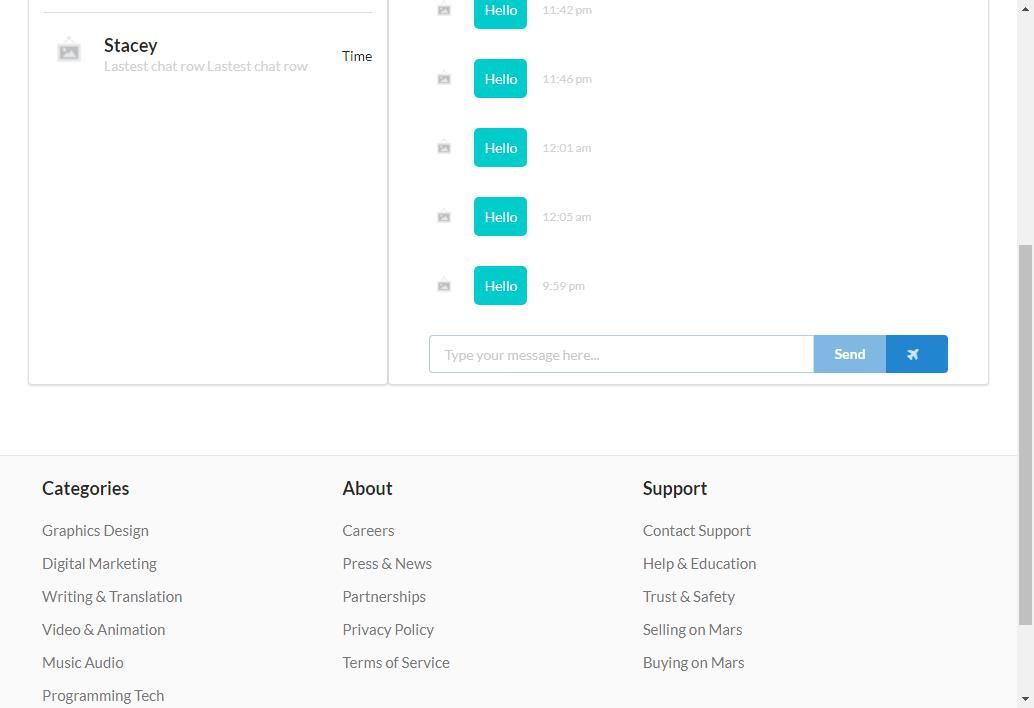 Stacey
Lastest chat row Lastest chat row
Time
Hello 11:42 pm
Hello 11:46 pm
Hello 12:01 am
Hello 12:05 am
Hello 9:59 pm
Type your message here...
Send
Categories
Graphics Design
Digital Marketing
Writing & Translation
Video & Animation
Music Audio
Programming Tech
About
Careers
Press & News
Partnerships
Privacy Policy
Terms of Service
Support
Contact Support
Help & Education
Trust & Safety
Selling on Mars
Buying on Mars